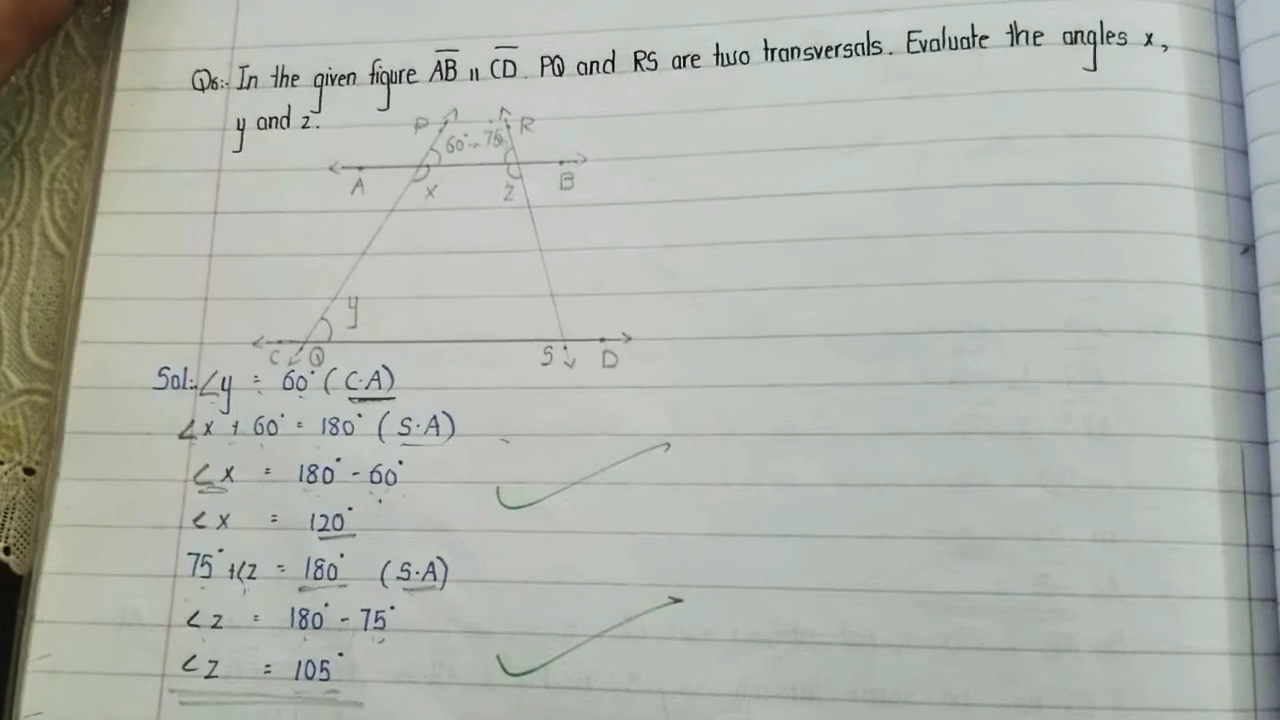 Q6:- In the given figure AB || CD. PQ and RS are two transversals. Evaluate the angles x,
y and z.
P R
60° 75°
A x z B
y
C Q S D
Sol:- ∠y = 60° (C.A)
∠x + 60° = 180° (S.A)
∠x = 180° - 60°
∠x = 120°
75° + ∠z = 180° (S.A)
∠z = 180° - 75°
∠z = 105°